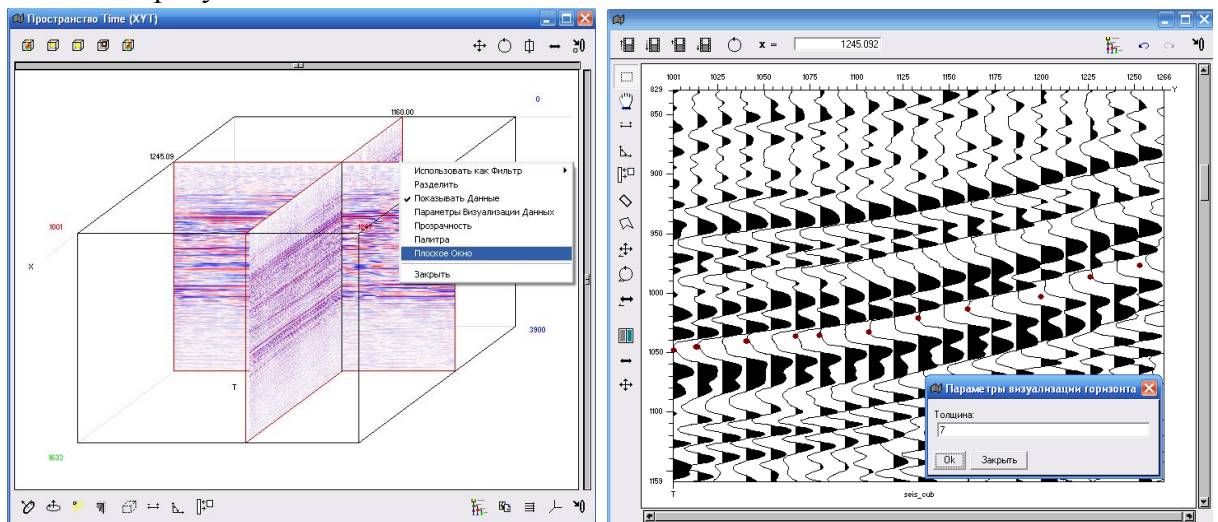 Пространство Time (XYT)
0
1160.00
1245.09
Использовать как Фильтр
Разделить
Показывать Данные
Параметры Визуализации Данных
Прозрачность
Палитра
Плоское Окно
Закрыть
1001
X
3900
T
1633
x = 1245.092
1001 1025 1050 1075 1100 1125 1150 1175 1200 1225 1250 1266
829 Y
850
900
950
1000
1050
1100
1159
T seis_cub
Параметры визуализации горизонта
Толщина:
7
Ok Закрыть